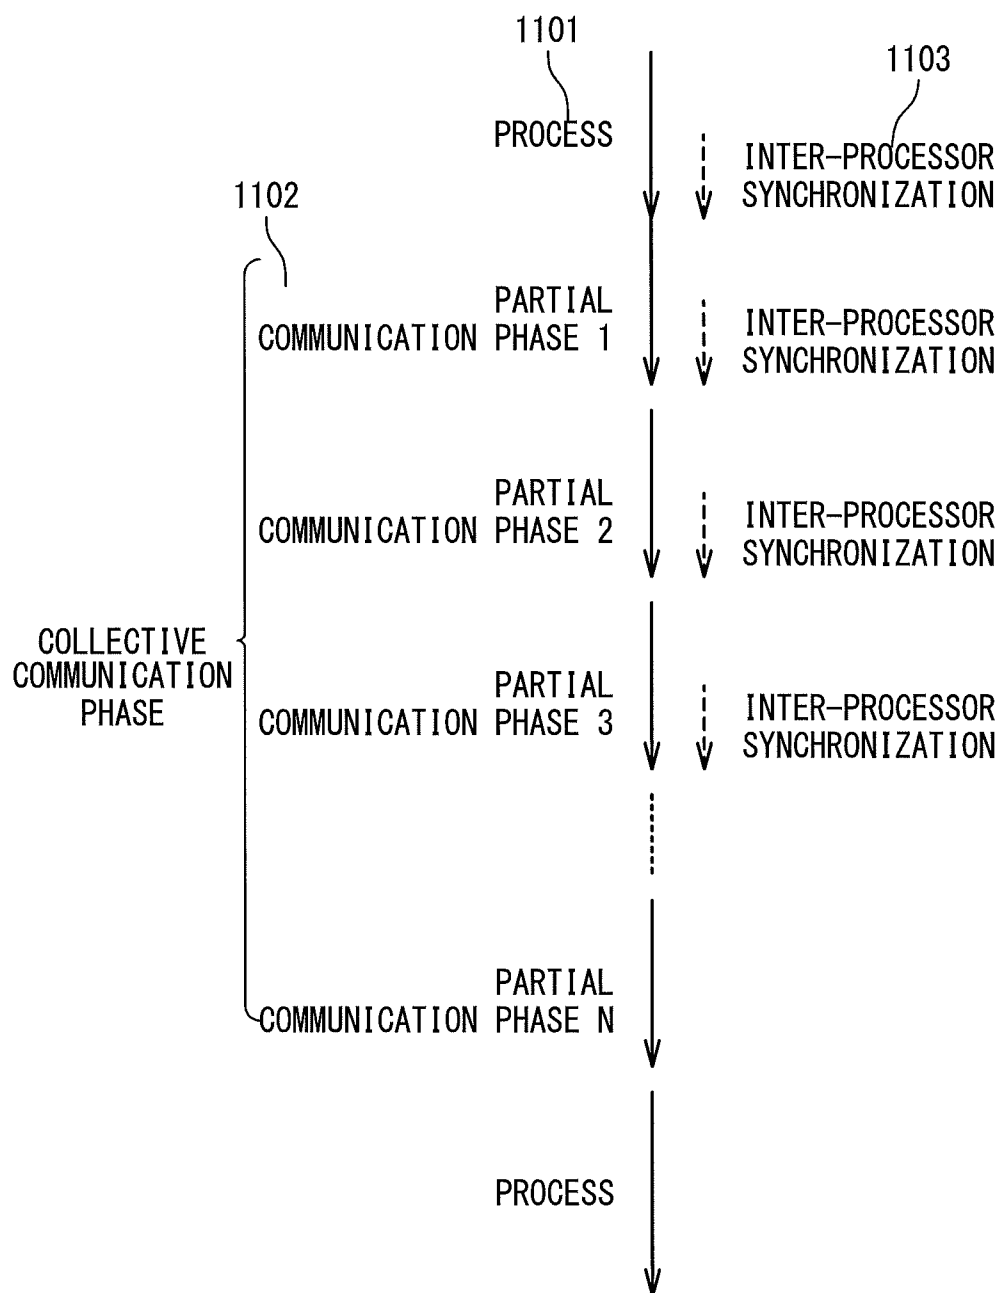 1101
1103
PROCESS
INTER-PROCESSOR
SYNCHRONIZATION
1102
PARTIAL
COMMUNICATION PHASE 1
INTER-PROCESSOR
SYNCHRONIZATION
PARTIAL
COMMUNICATION PHASE 2
INTER-PROCESSOR
SYNCHRONIZATION
COLLECTIVE
COMMUNICATION
PHASE
PARTIAL
COMMUNICATION PHASE 3
INTER-PROCESSOR
SYNCHRONIZATION
PARTIAL
COMMUNICATION PHASE N
PROCESS